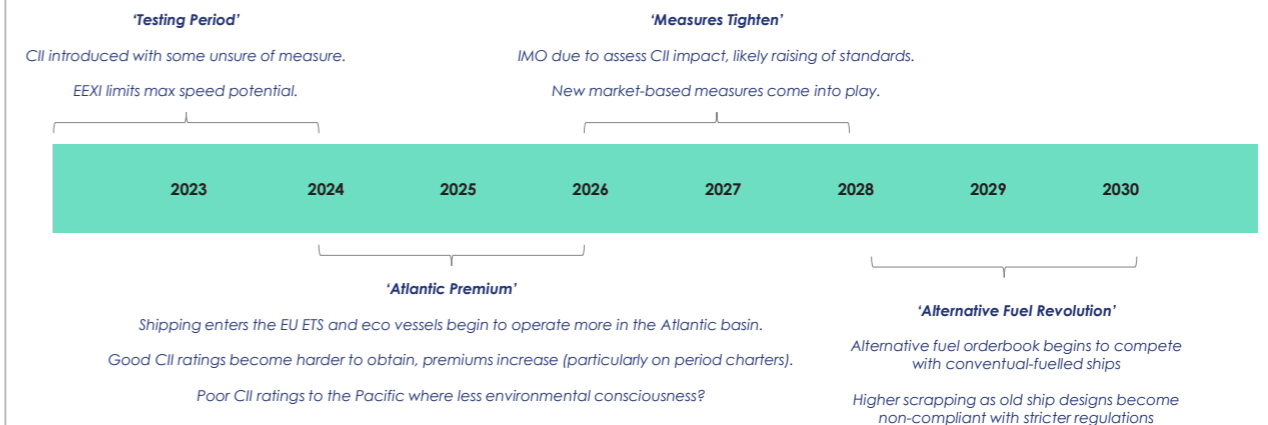 ‘Testing Period’
CII introduced with some unsure of measure.
EEXI limits max speed potential.
‘Measures Tighten’
IMO due to assess CII impact, likely raising of standards.
New market-based measures come into play.
2023 2024 2025 2026 2027 2028 2029 2030
‘Atlantic Premium’
Shipping enters the EU ETS and eco vessels begin to operate more in the Atlantic basin.
Good CII ratings become harder to obtain, premiums increase (particularly on period charters).
Poor CII ratings to the Pacific where less environmental consciousness?
‘Alternative Fuel Revolution’
Alternative fuel orderbook begins to compete
with conventual-fuelled ships
Higher scrapping as old ship designs become
non-compliant with stricter regulations